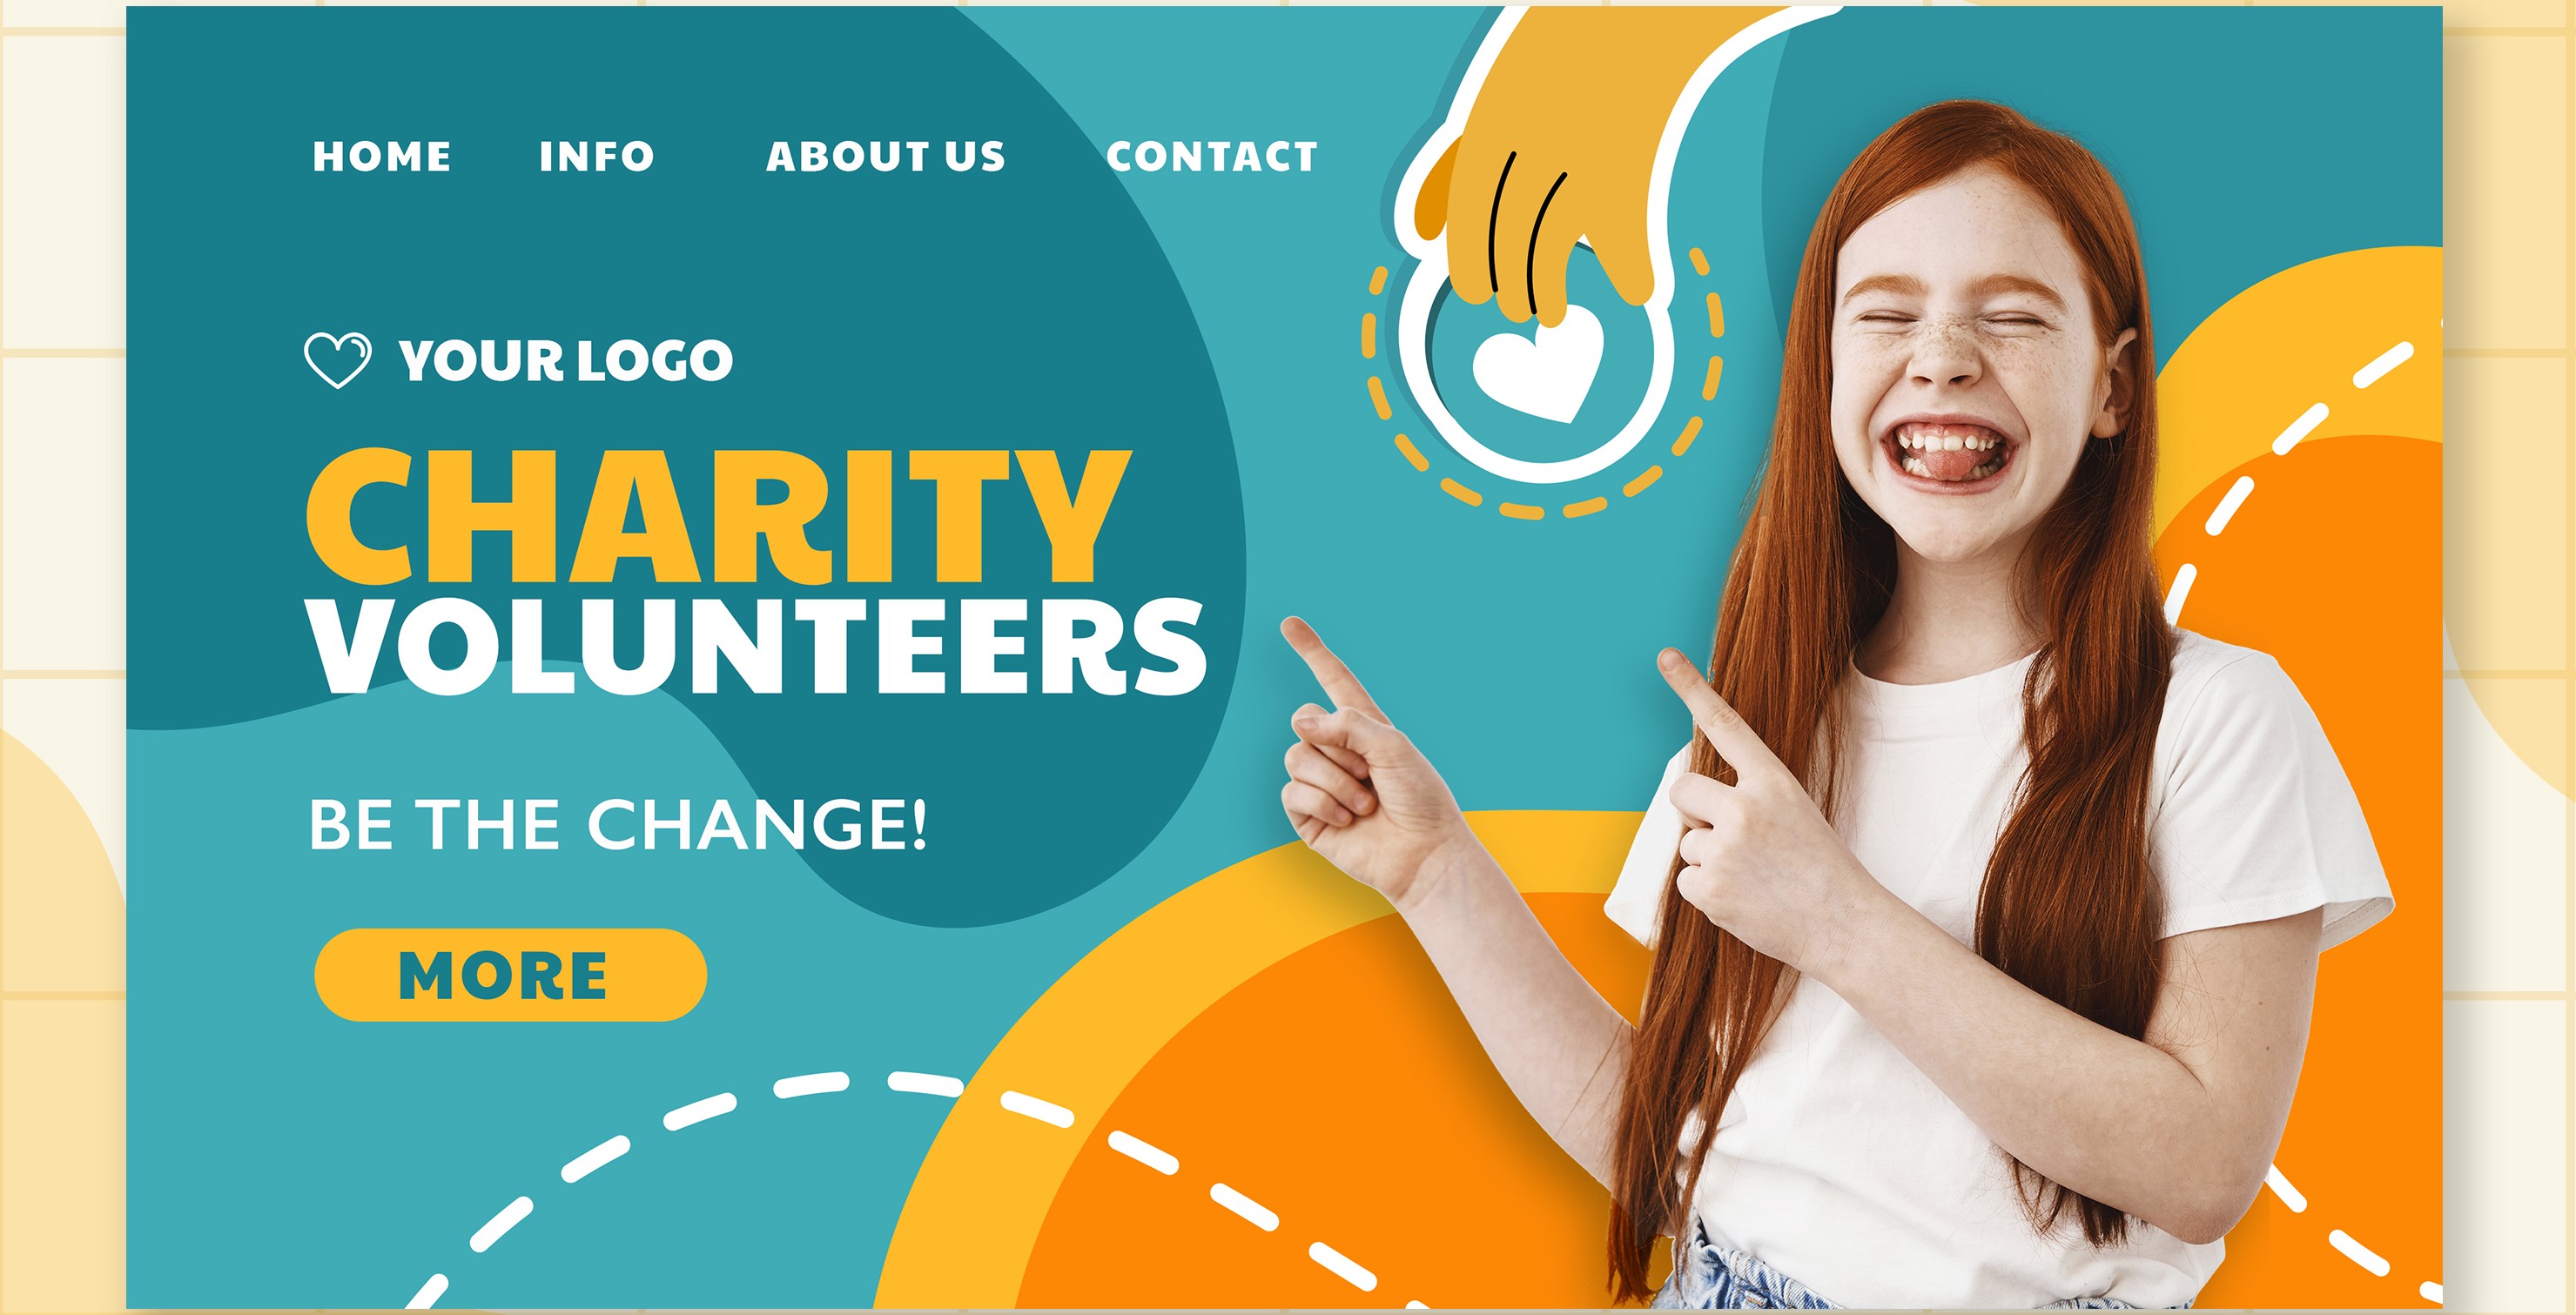 HOME INFO ABOUT US CONTACT
YOUR LOGO
CHARITY
VOLUNTEERS
BE THE CHANGE!
MORE